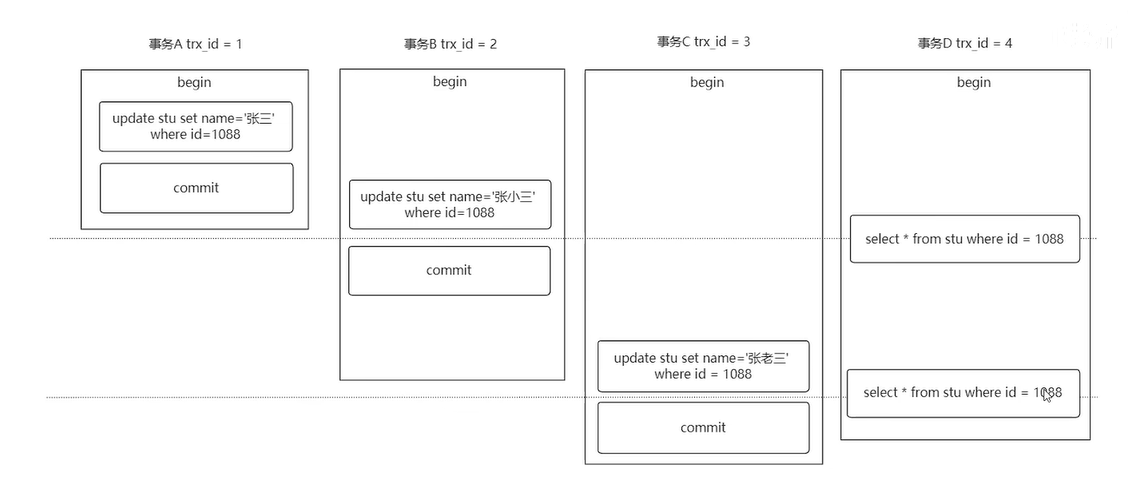 事务A trx_id = 1
begin
update stu set name='张三'
where id=1088
commit
事务B trx_id = 2
begin
update stu set name='张小三'
where id=1088
commit
事务C trx_id = 3
begin
update stu set name='张老三'
where id = 1088
commit
事务D trx_id = 4
begin
select * from stu where id = 1088
select * from stu where id = 1088